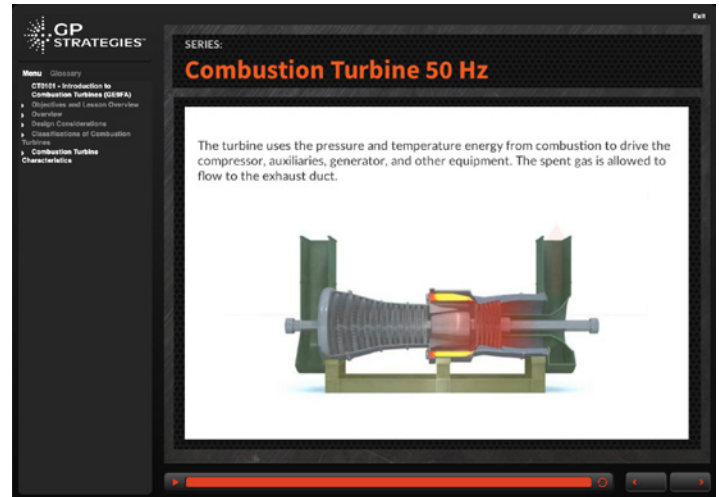 Exit
GP
STRATEGIES™
SERIES:
Combustion Turbine 50 Hz
Menu Glossary
CT0101 - Introduction to
Combustion Turbines (GE9FA)
Objectives and Lesson Overview
Overview
Design Considerations
Classifications of Combustion
Turbines
Combustion Turbine
Characteristics
The turbine uses the pressure and temperature energy from combustion to drive the
compressor, auxiliaries, generator, and other equipment. The spent gas is allowed to
flow to the exhaust duct.